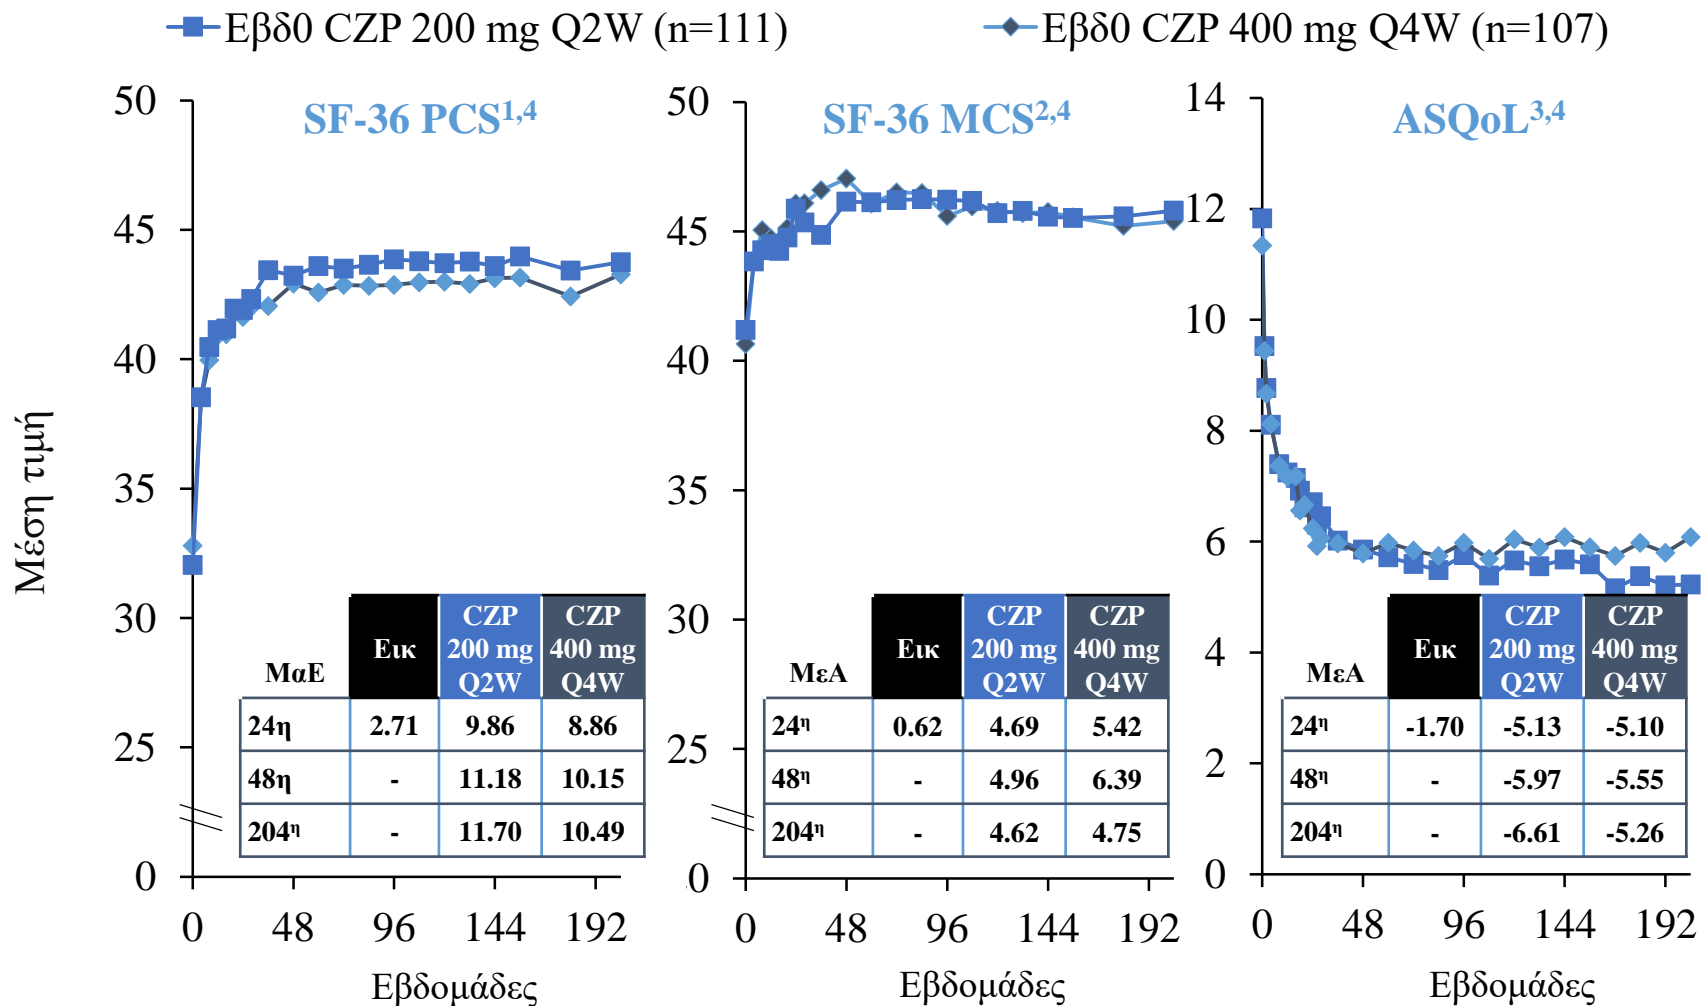 Εβδ0 CZP 200 mg Q2W (n=111)
Εβδ0 CZP 400 mg Q4W (n=107)
Μέση τιμή
SF-36 PCS1,4
50
45
40
35
30
25
0
0 48 96 144 192
Εβδομάδες
ΜαΕ Εικ CZP 200 mg Q2W CZP 400 mg Q4W
24η 2.71 9.86 8.86
48η - 11.18 10.15
204η - 11.70 10.49
SF-36 MCS2,4
50
45
40
35
30
25
0
0 48 96 144 192
Εβδομάδες
ΜεΑ Εικ CZP 200 mg Q2W CZP 400 mg Q4W
24η 0.62 4.69 5.42
48η - 4.96 6.39
204η - 4.62 4.75
ASQoL3,4
14
12
10
8
6
4
2
0
0 48 96 144 192
Εβδομάδες
ΜεΑ Εικ CZP 200 mg Q2W CZP 400 mg Q4W
24η -1.70 -5.13 -5.10
48η - -5.97 -5.55
204η - -6.61 -5.26